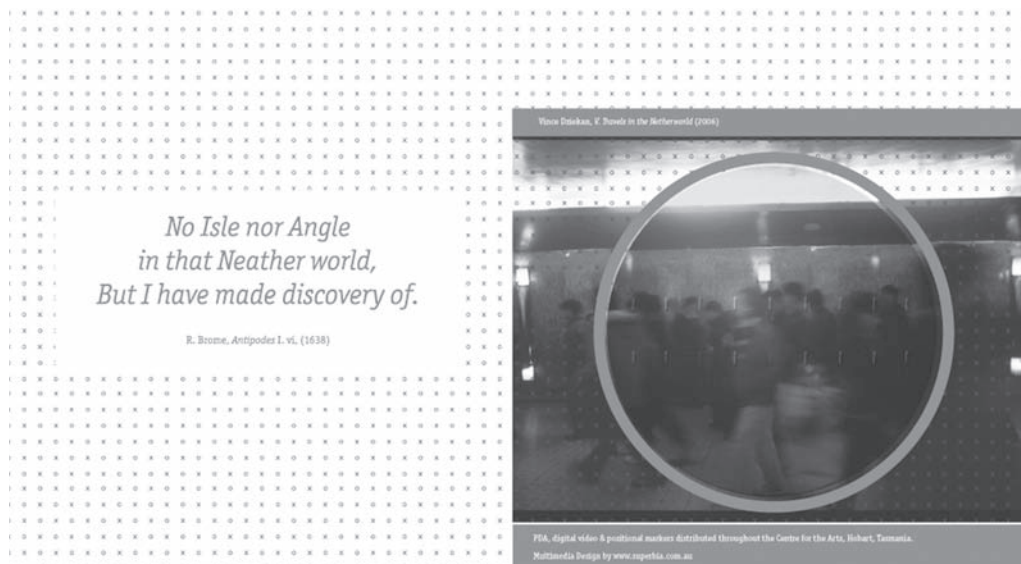 No Isle nor Angle
in that Neather world,
But I have made discovery of.
R. Brome, Antipodes I. vi, (1638)
Vince Dziekan, V. Travels in the Netherworld (2006)
PDA, digital video & positional markers distributed throughout the Centre for the Arts, Hobart, Tasmania.
Multimedia Design by www.superbia.com.au